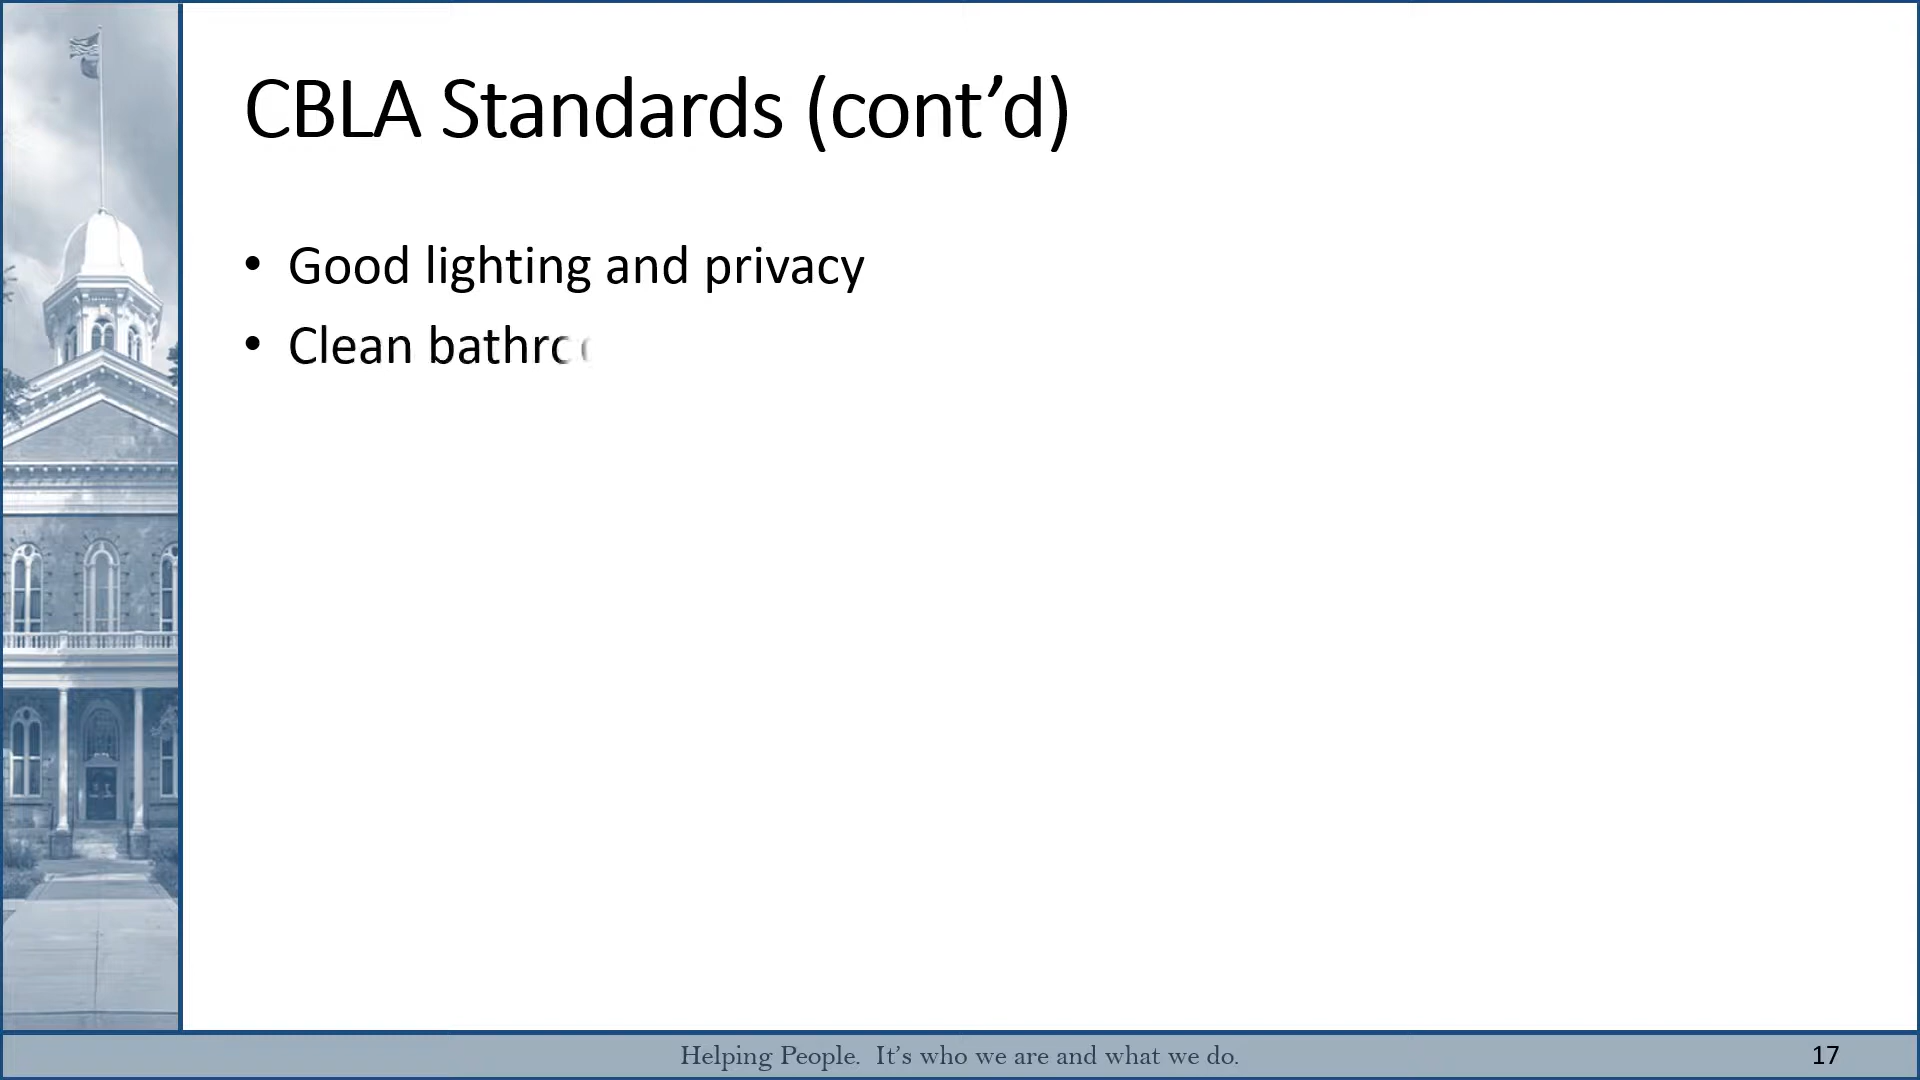 CBLA Standards (cont’d)
• Good lighting and privacy
• Clean
Helping People. It’s who we are and what we do.
17